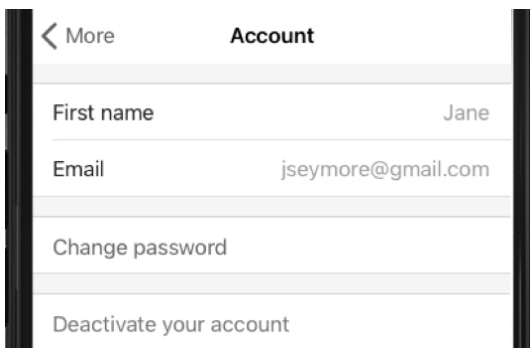 More Account
First name Jane
Email jseymore@gmail.com
Change password
Deactivate your account